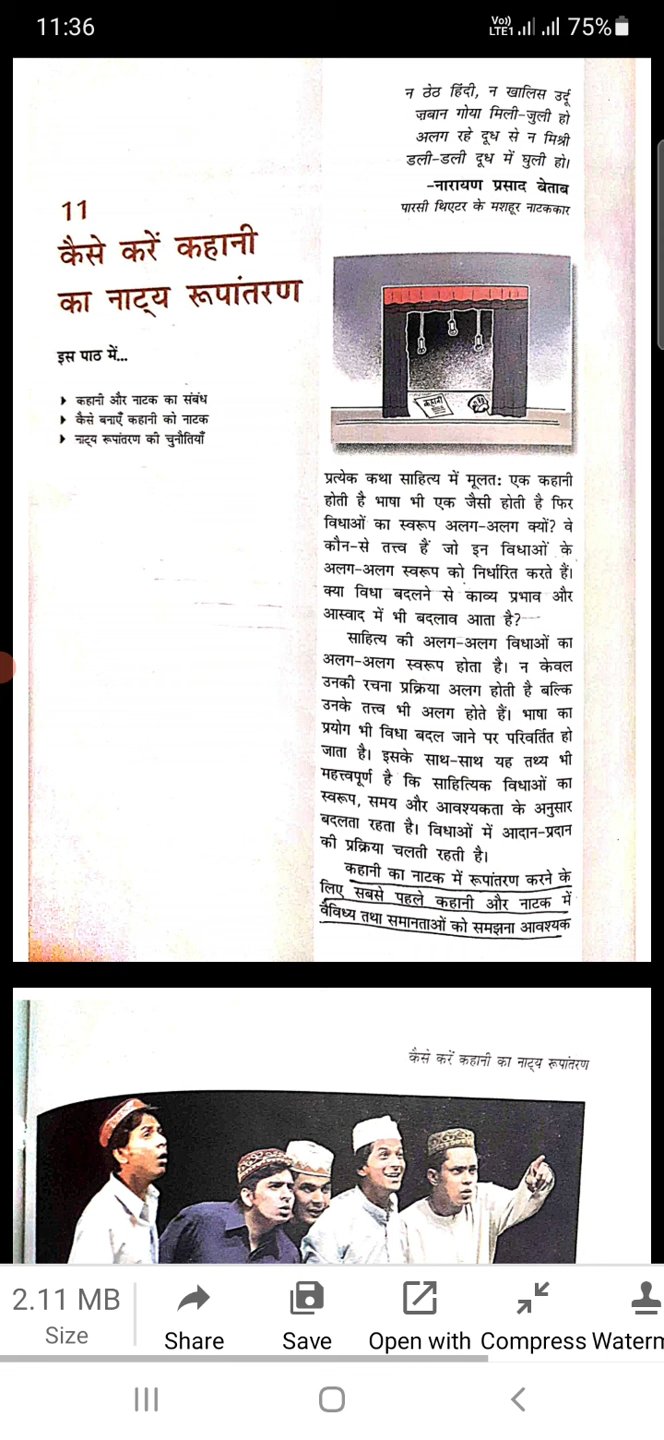 11:36
Vo))
LTE1
75%
न ठेठ हिंदी, न खालिस उर्दू
ज़बान गोया मिली-जुली हो
अलग रहे दूध से न मिश्री
डली-डली दूध में घुली हो।
-नारायण प्रसाद बेताब
पारसी थिएटर के मशहूर नाटककार
11
कैसे करें कहानी
का नाट्य रूपांतरण
इस पाठ में...
कहानी और नाटक का संबंध
कैसे बनाएँ कहानी को नाटक
नाट्य रूपांतरण की चुनौतियाँ
कहानी
प्रत्येक कथा साहित्य में मूलत: एक कहानी
होती है भाषा भी एक जैसी होती है फिर
विधाओं का स्वरूप अलग-अलग क्यों? वे
कौन-से तत्त्व हैं जो इन विधाओं के
अलग-अलग स्वरूप को निर्धारित करते हैं।
क्या विधा बदलने से काव्य प्रभाव और
आस्वाद में भी बदलाव आता है?
साहित्य की अलग-अलग विधाओं का
अलग-अलग स्वरूप होता है। न केवल
उनकी रचना प्रक्रिया अलग होती है बल्कि
उनके तत्त्व भी अलग होते हैं। भाषा का
प्रयोग भी विधा बदल जाने पर परिवर्तित हो
जाता है। इसके साथ-साथ यह तथ्य भी
महत्त्वपूर्ण है कि साहित्यिक विधाओं का
स्वरूप, समय और आवश्यकता के अनुसार
बदलता रहता है। विधाओं में आदान-प्रदान
की प्रक्रिया चलती रहती है।
कहानी का नाटक में रूपांतरण करने के
लिए सबसे पहले कहानी और नाटक में
वैविध्य तथा समानताओं को समझना आवश्यक
कैसे करें कहानी का नाट्य रूपांतरण
2.11 MB
Size
Share
Save
Open with
Compress
Waterm